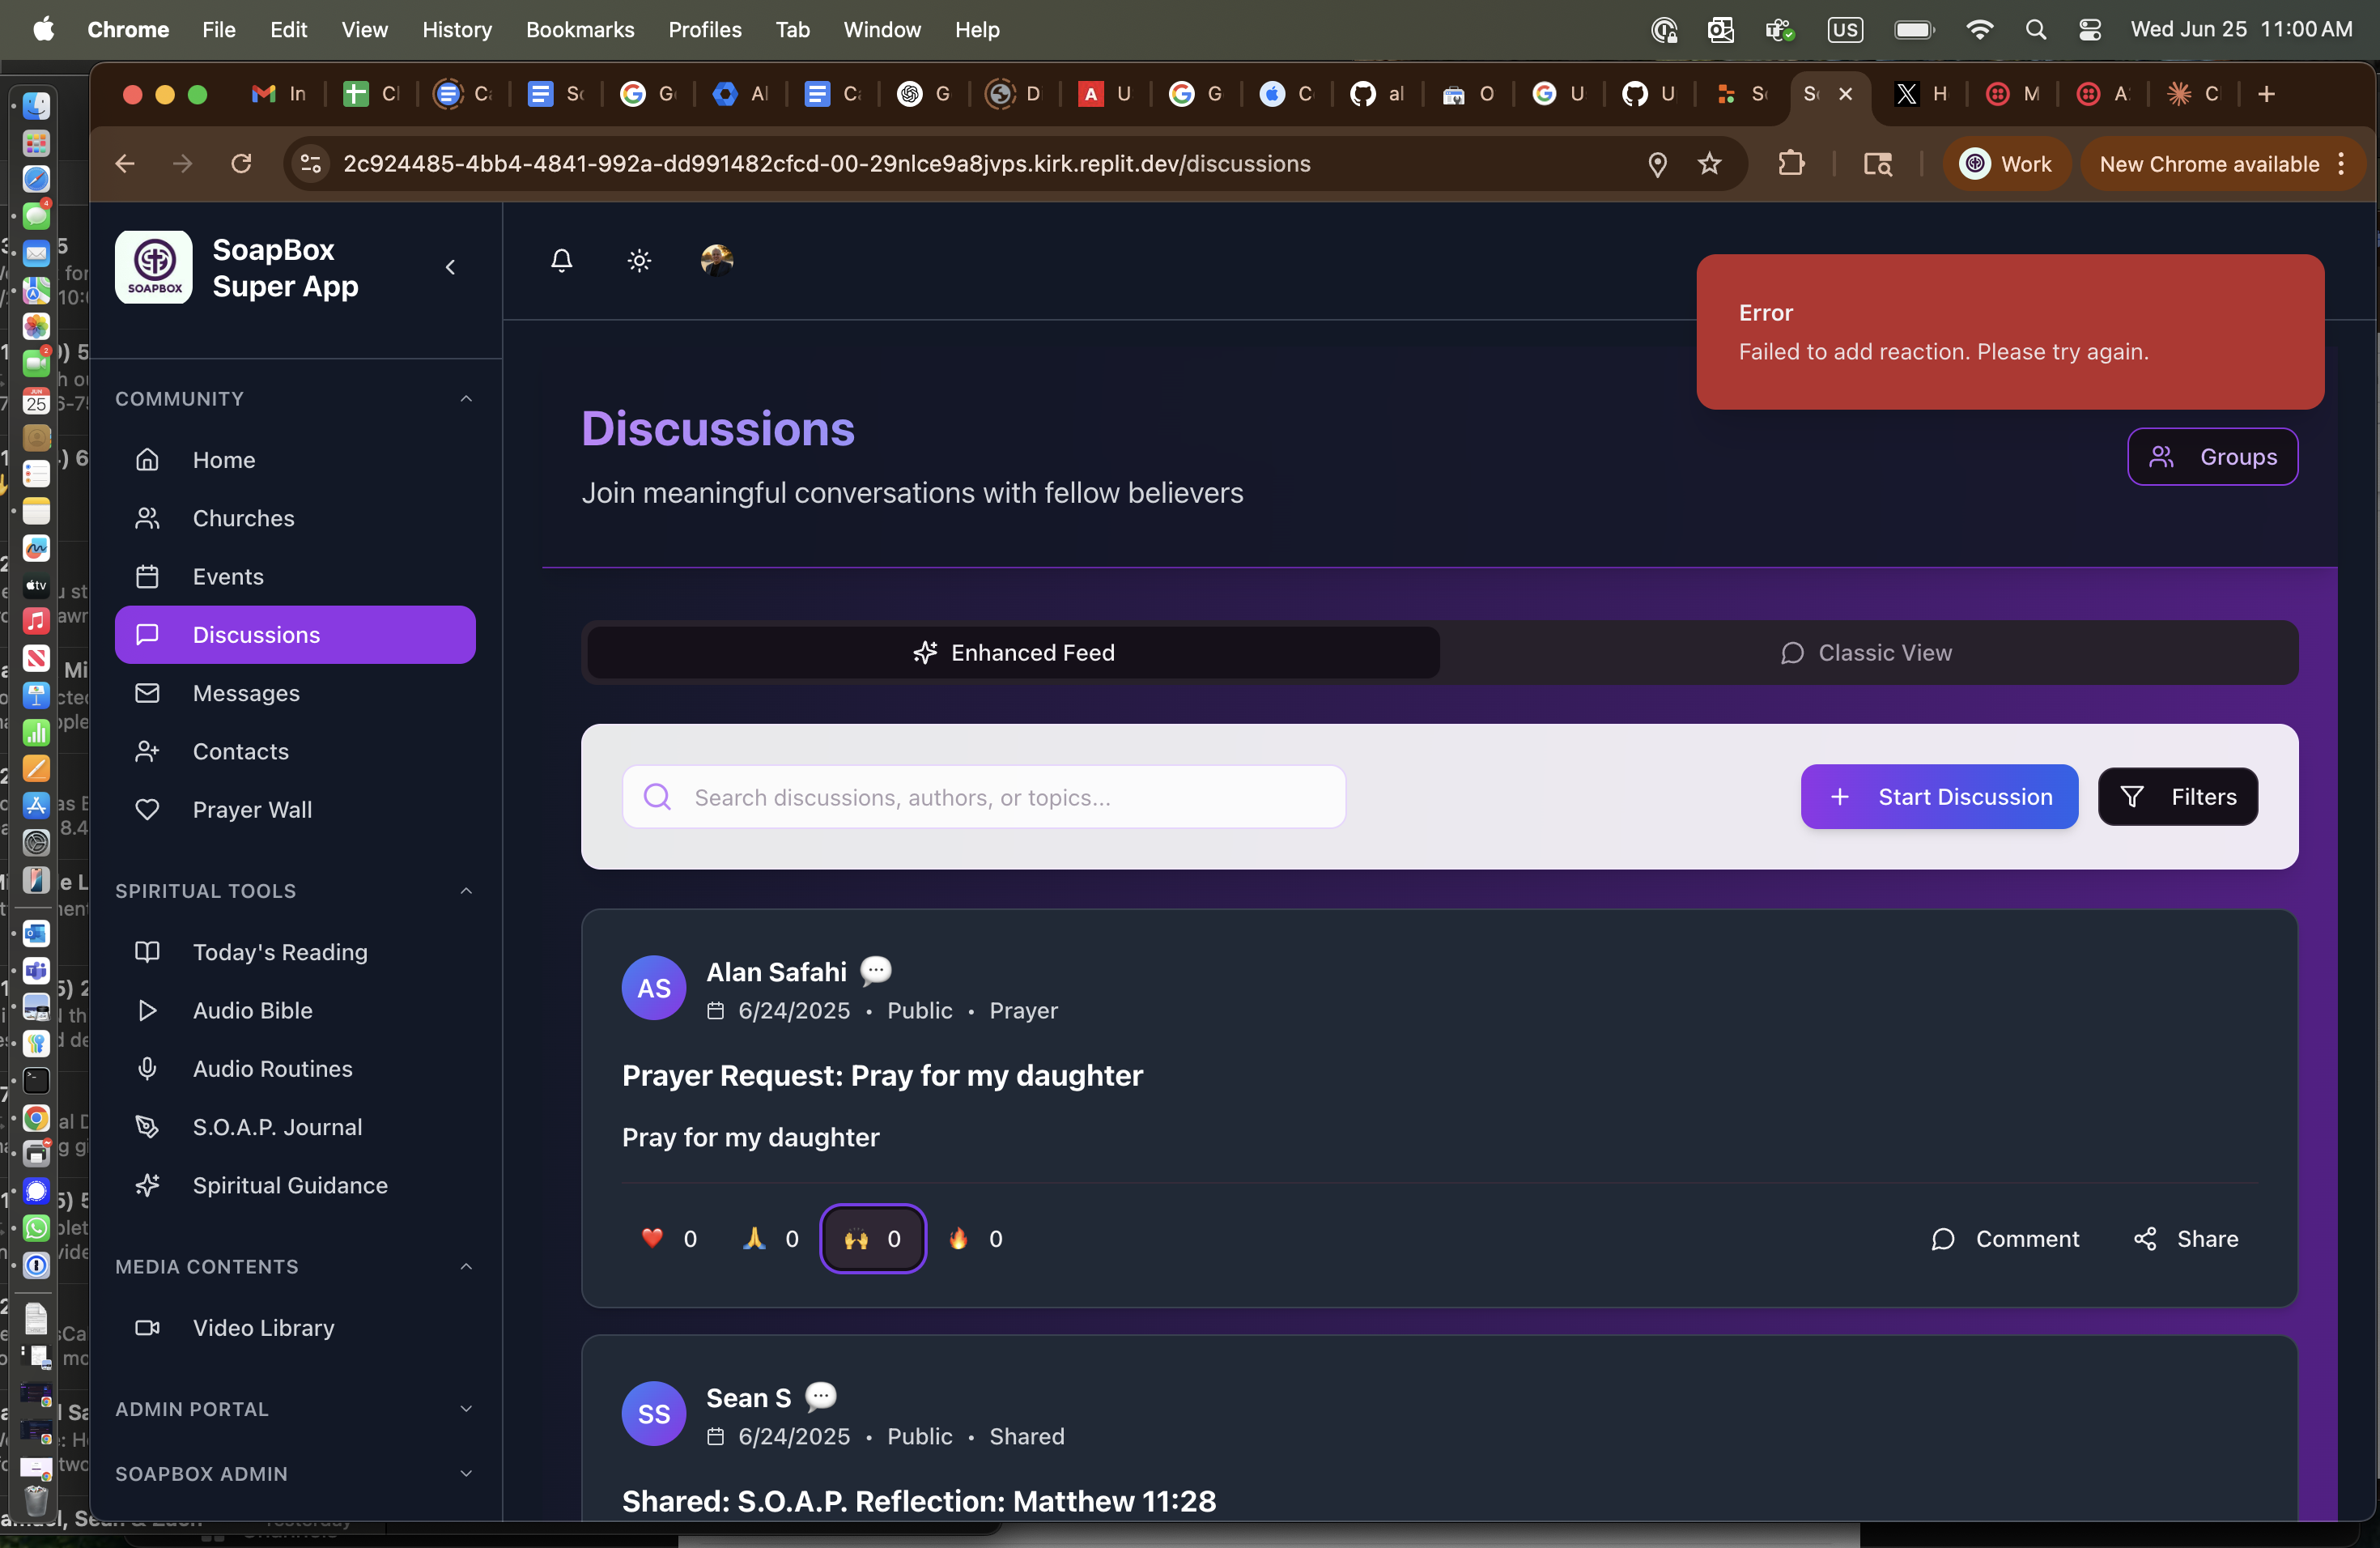 Chrome File Edit View History Bookmarks Profiles Tab Window Help US Wed Jun 25 11:00 AM
In Cl C S G Al C G D U G C al O U U S S H M A C
2c924485-4bb4-4841-992a-dd991482cfcd-00-29nlce9a8jvps.kirk.replit.dev/discussions
Work
New Chrome available
SOAPBOX
SoapBox
Super App
Error
Failed to add reaction. Please try again.
COMMUNITY
Home
Churches
Events
Discussions
Messages
Contacts
Prayer Wall
SPIRITUAL TOOLS
Today's Reading
Audio Bible
Audio Routines
S.O.A.P. Journal
Spiritual Guidance
MEDIA CONTENTS
Video Library
ADMIN PORTAL
SOAPBOX ADMIN
Discussions
Join meaningful conversations with fellow believers
Groups
Enhanced Feed
Classic View
Search discussions, authors, or topics...
+ Start Discussion
Filters
AS
Alan Safahi 💬
6/24/2025 • Public • Prayer
Prayer Request: Pray for my daughter
Pray for my daughter
❤️ 0 🙏 0 🙌 0 🔥 0
Comment
Share
SS
Sean S 💬
6/24/2025 • Public • Shared
Shared: S.O.A.P. Reflection: Matthew 11:28